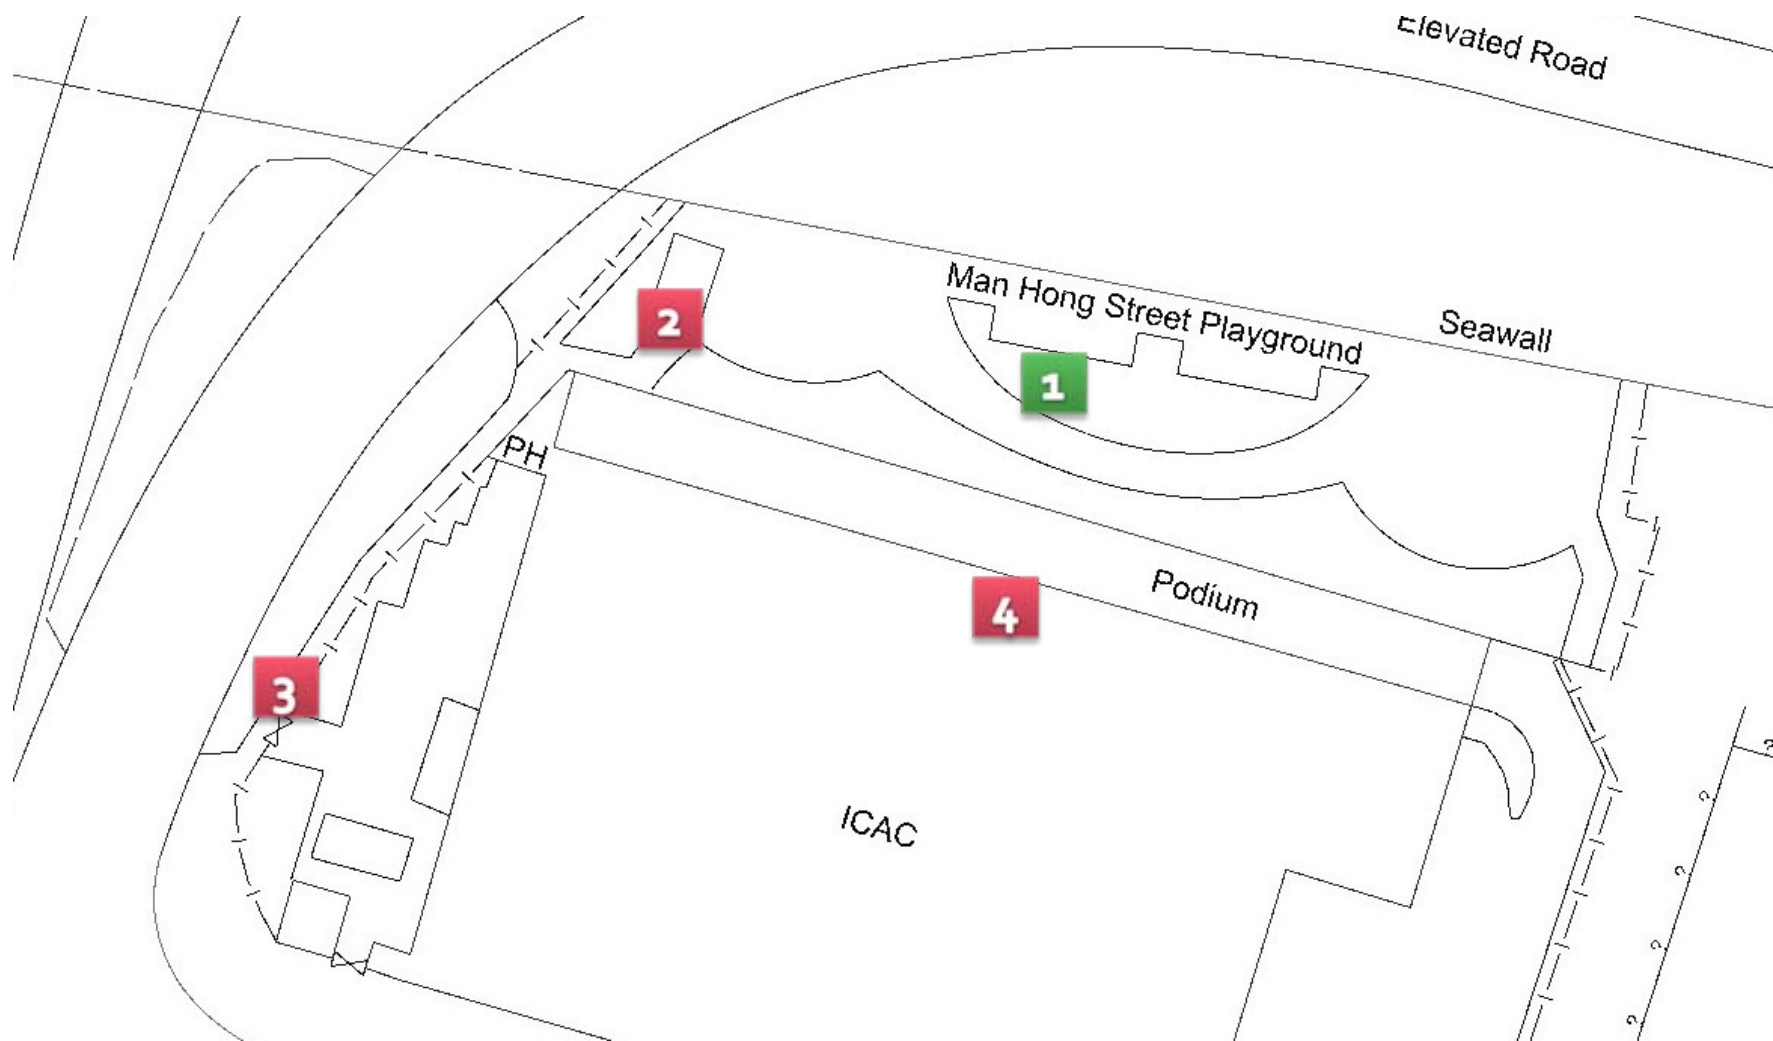 Elevated Road
Man Hong Street Playground
Seawall
2
1
PH
Podium
4
3
ICAC
?
?
?
?
?